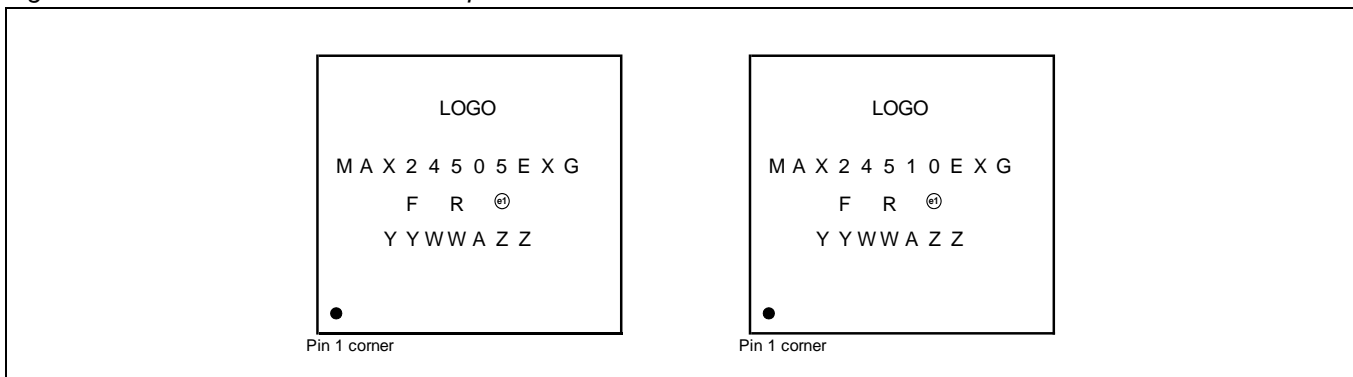 LOGO
MAX24505EXG
F R e1
YYWWAZZ
Pin 1 corner
LOGO
MAX24510EXG
F R e1
YYWWAZZ
Pin 1 corner